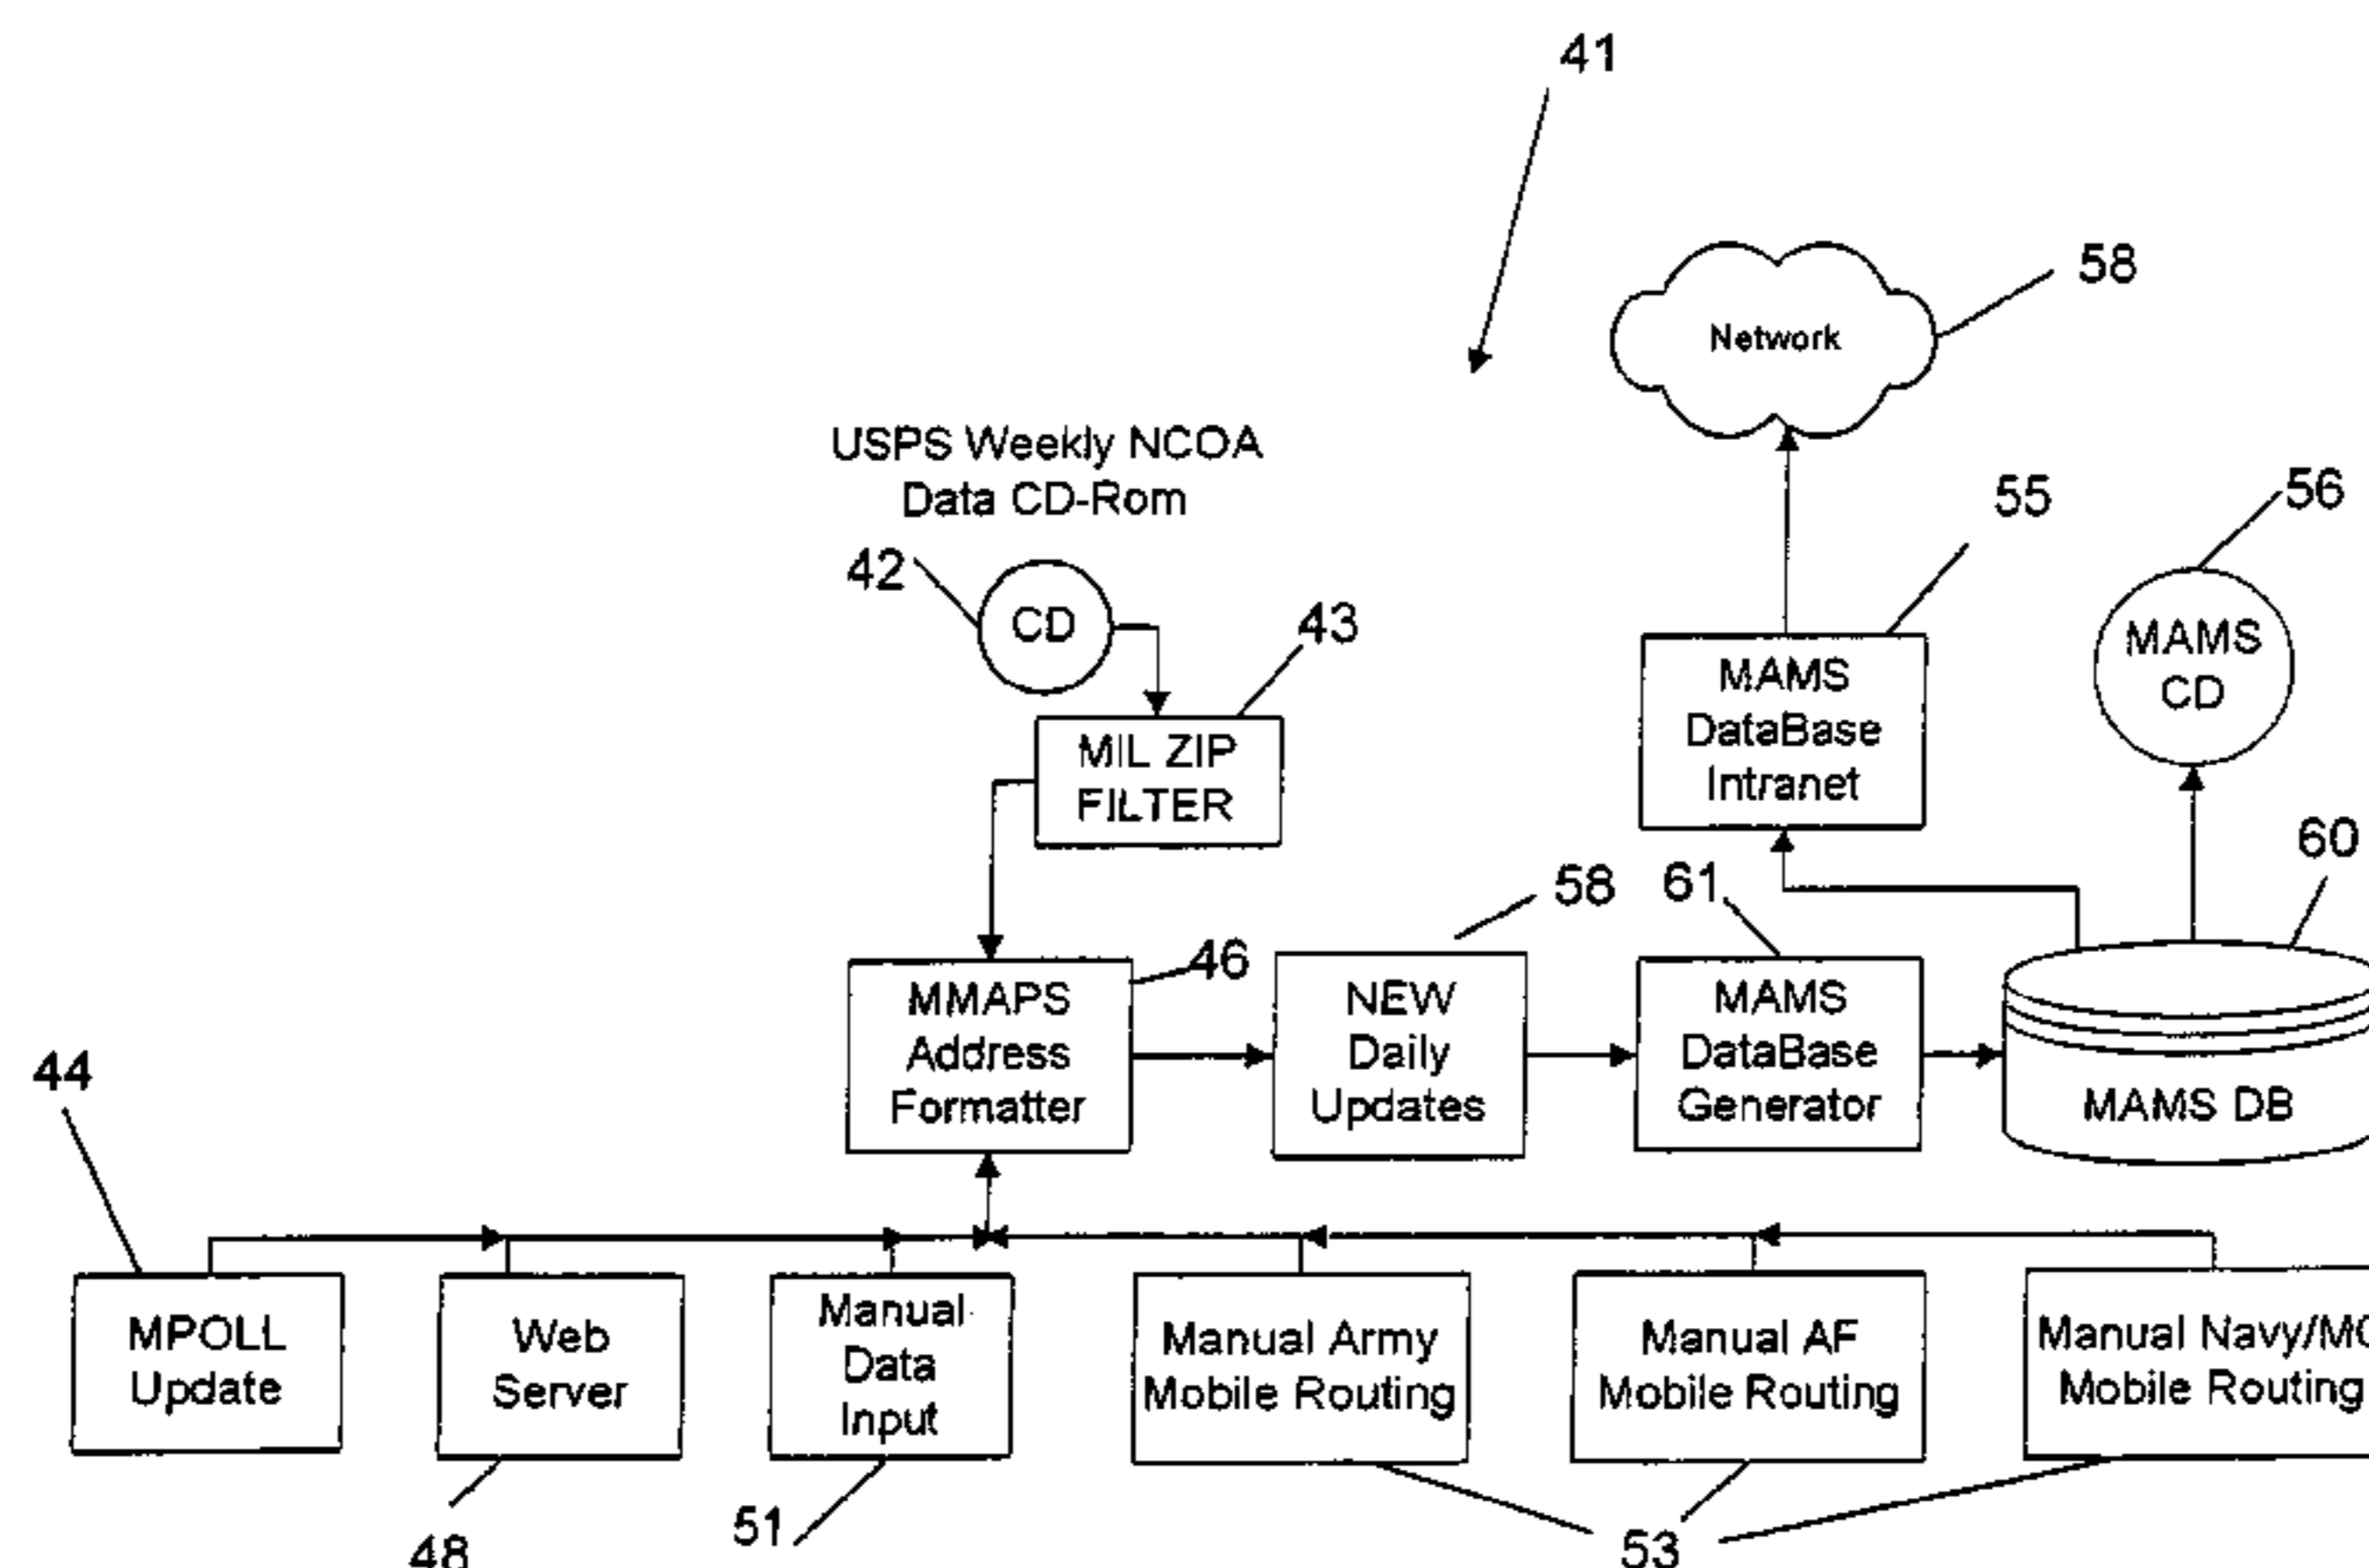 41
58
Network
USPS Weekly NCOA
Data CD-Rom
42
CD
43
55
56
MAMS
CD
MIL ZIP
FILTER
MAMS
DataBase
Intranet
60
58
61
46
MMAPS
Address
Formatter
NEW
Daily
Updates
MAMS
DataBase
Generator
MAMS DB
44
MPOLL
Update
Web
Server
Manual
Data
Input
Manual Army
Mobile Routing
Manual AF
Mobile Routing
Manual Navy/MC
Mobile Routing
48
51
53